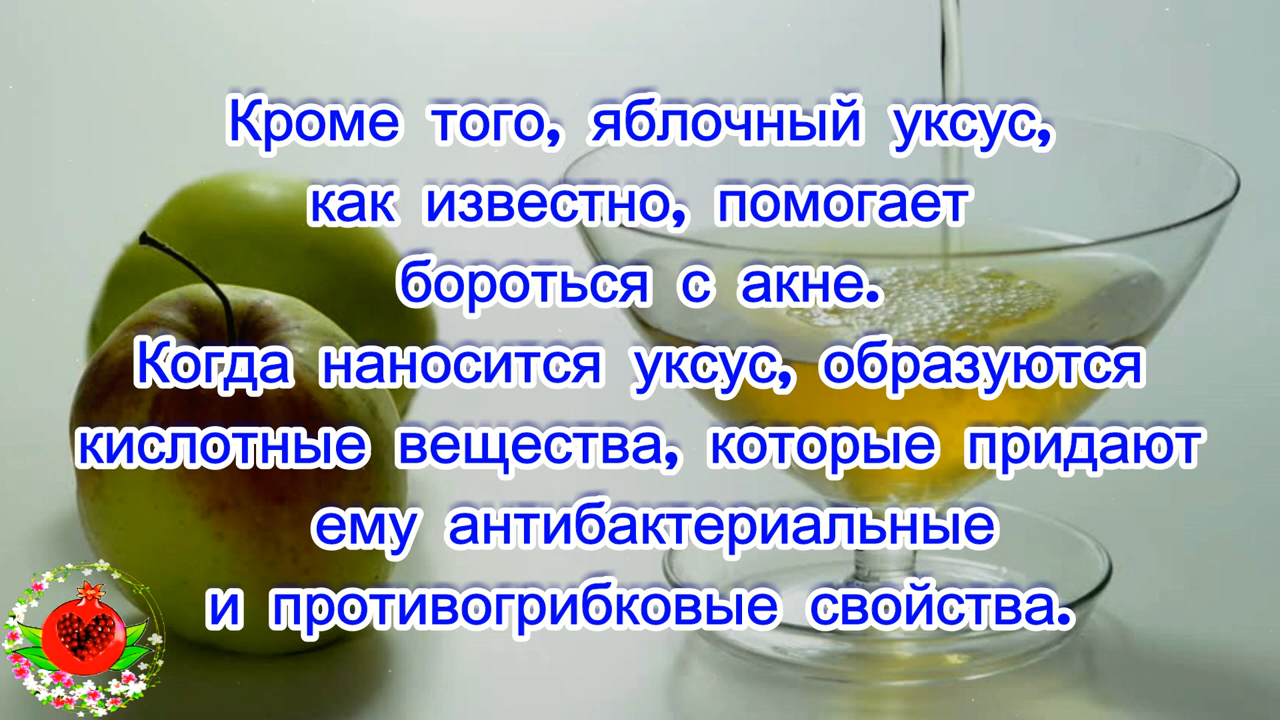 Кроме того, яблочный уксус,
как известно, помогает
бороться с акне.
Когда наносится уксус, образуются
кислотные вещества, которые придают
ему антибактериальные
и противогрибковые свойства.